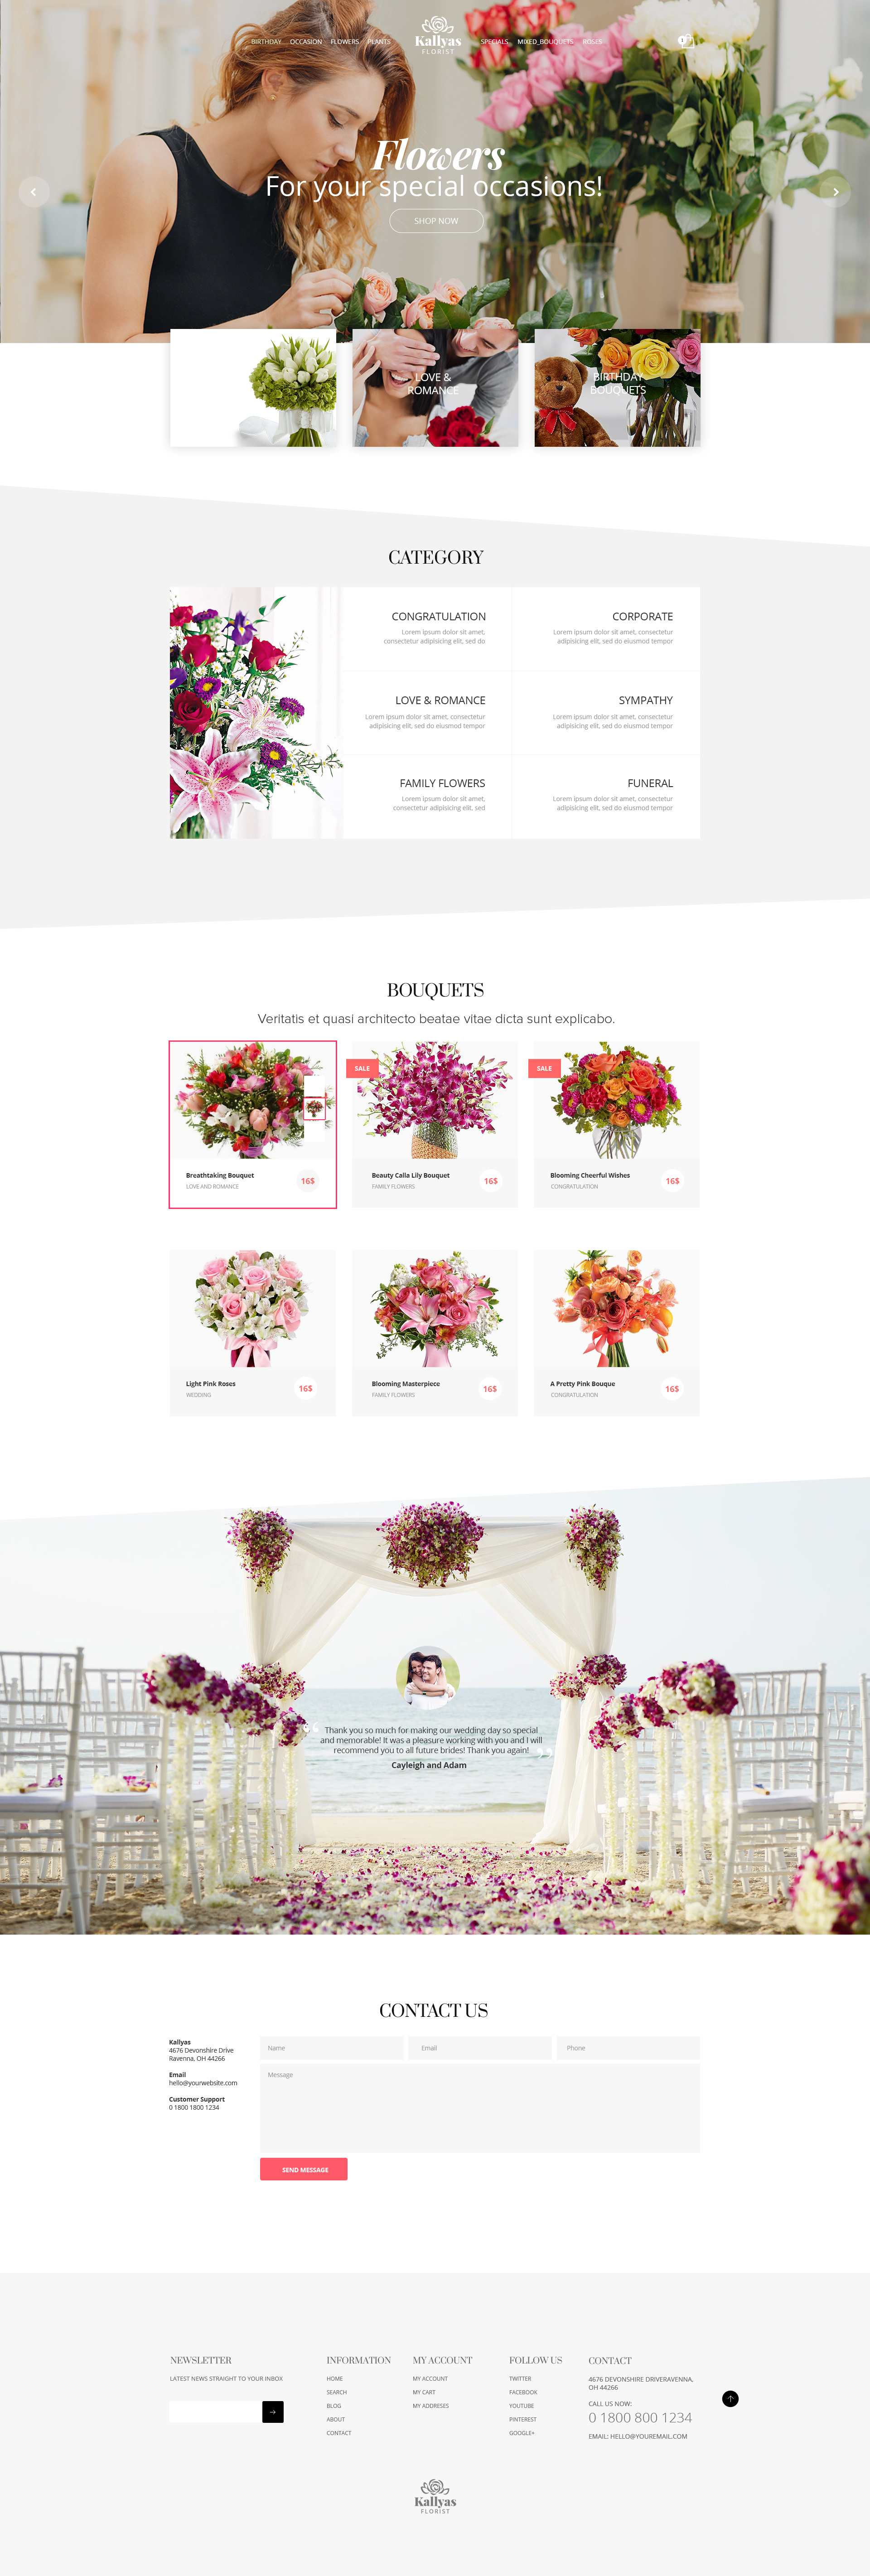 BIRTHDAY OCCASION FLOWERS PLANTS
Kallyas
FLORIST
SPECIALS MIXED_BOUQUETS ROSES
1
Flowers
For your special occasions!
SHOP NOW
LOVE &
ROMANCE
BIRTHDAY
BOUQUETS
CATEGORY
CONGRATULATION
Lorem ipsum dolor sit amet,
consectetur adipisicing elit, sed do
CORPORATE
Lorem ipsum dolor sit amet, consectetur
adipisicing elit, sed do eiusmod tempor
LOVE & ROMANCE
Lorem ipsum dolor sit amet, consectetur
adipisicing elit, sed do eiusmod tempor
SYMPATHY
Lorem ipsum dolor sit amet, consectetur
adipisicing elit, sed do eiusmod tempor
FAMILY FLOWERS
Lorem ipsum dolor sit amet,
consectetur adipisicing elit, sed
FUNERAL
Lorem ipsum dolor sit amet, consectetur
adipisicing elit, sed do eiusmod tempor
BOUQUETS
Veritatis et quasi architecto beatae vitae dicta sunt explicabo.
Breathtaking Bouquet
LOVE AND ROMANCE
16$
SALE
Beauty Calla Lily Bouquet
FAMILY FLOWERS
16$
SALE
Blooming Cheerful Wishes
CONGRATULATION
16$
Light Pink Roses
WEDDING
16$
Blooming Masterpiece
FAMILY FLOWERS
16$
A Pretty Pink Bouque
CONGRATULATION
16$
Thank you so much for making our wedding day so special
and memorable! It was a pleasure working with you and I will
recommend you to all future brides! Thank you again!
Cayleigh and Adam
CONTACT US
Kallyas
4676 Devonshire Drive
Ravenna, OH 44266
Email
hello@yourwebsite.com
Customer Support
0 1800 1800 1234
Name
Email
Phone
Message
SEND MESSAGE
NEWSLETTER
LATEST NEWS STRAIGHT TO YOUR INBOX
INFORMATION
HOME
SEARCH
BLOG
ABOUT
CONTACT
MY ACCOUNT
MY ACCOUNT
MY CART
MY ADDRESES
FOLLOW US
TWITTER
FACEBOOK
YOUTUBE
PINTEREST
GOOGLE+
CONTACT
4676 DEVONSHIRE DRIVERAVENNA,
OH 44266
CALL US NOW:
0 1800 800 1234
EMAIL: HELLO@YOUREMAIL.COM
Kallyas
FLORIST